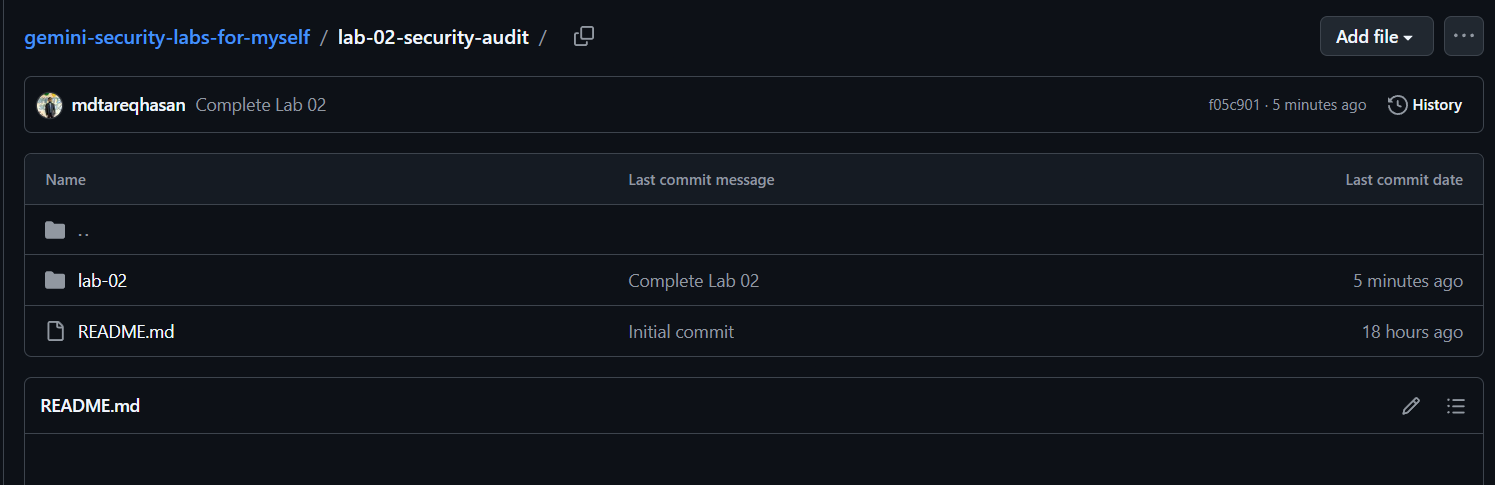 gemini-security-labs-for-myself / lab-02-security-audit /
Add file
mdtareqhasan Complete Lab 02
f05c901 · 5 minutes ago
History
Name Last commit message Last commit date
..
lab-02 Complete Lab 02 5 minutes ago
README.md Initial commit 18 hours ago
README.md